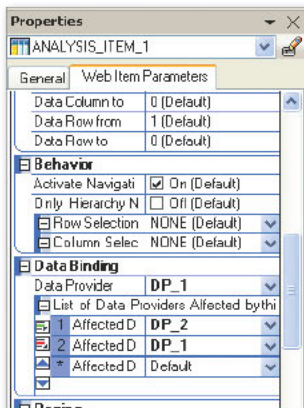 Properties
ANALYSIS_ITEM_1
General Web Item Parameters
Data Column to 0 (Default)
Data Row from 1 (Default)
Data Row to 0 (Default)
Behavior
Activate Navigati On (Default)
Only Hierarchy N Off (Default)
Row Selection NONE (Default)
Column Selec NONE (Default)
Data Binding
Data Provider DP_1
List of Data Providers Affected by thi
1 Affected D DP_2
2 Affected D DP_1
* Affected D Default